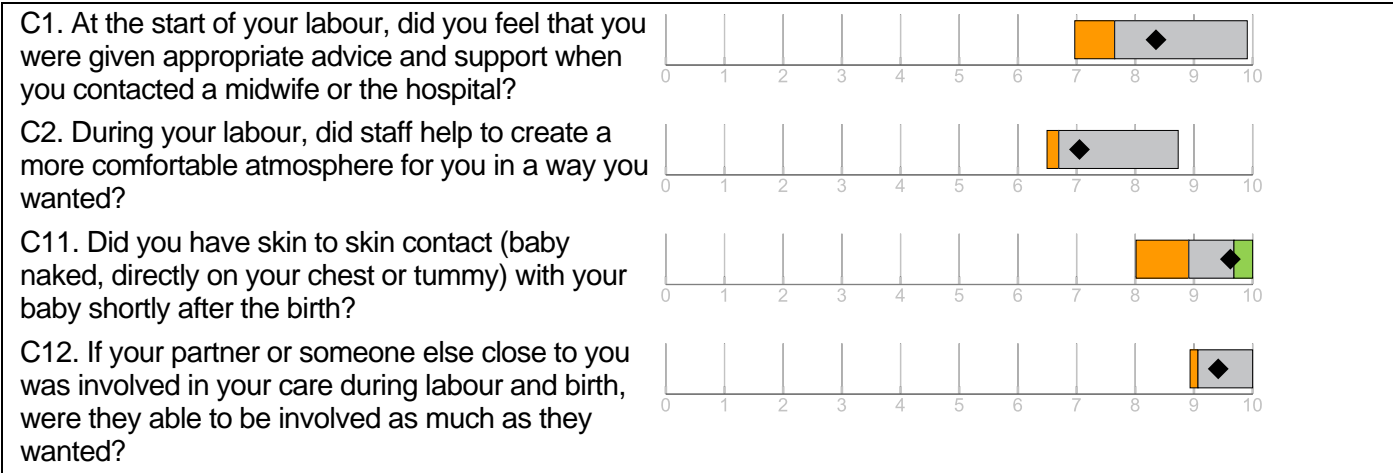 C1. At the start of your labour, did you feel that you
were given appropriate advice and support when
you contacted a midwife or the hospital?
0 1 2 3 4 5 6 7 8 9 10
C2. During your labour, did staff help to create a
more comfortable atmosphere for you in a way you
wanted?
0 1 2 3 4 5 6 7 8 9 10
C11. Did you have skin to skin contact (baby
naked, directly on your chest or tummy) with your
baby shortly after the birth?
0 1 2 3 4 5 6 7 8 9 10
C12. If your partner or someone else close to you
was involved in your care during labour and birth,
were they able to be involved as much as they
wanted?
0 1 2 3 4 5 6 7 8 9 10